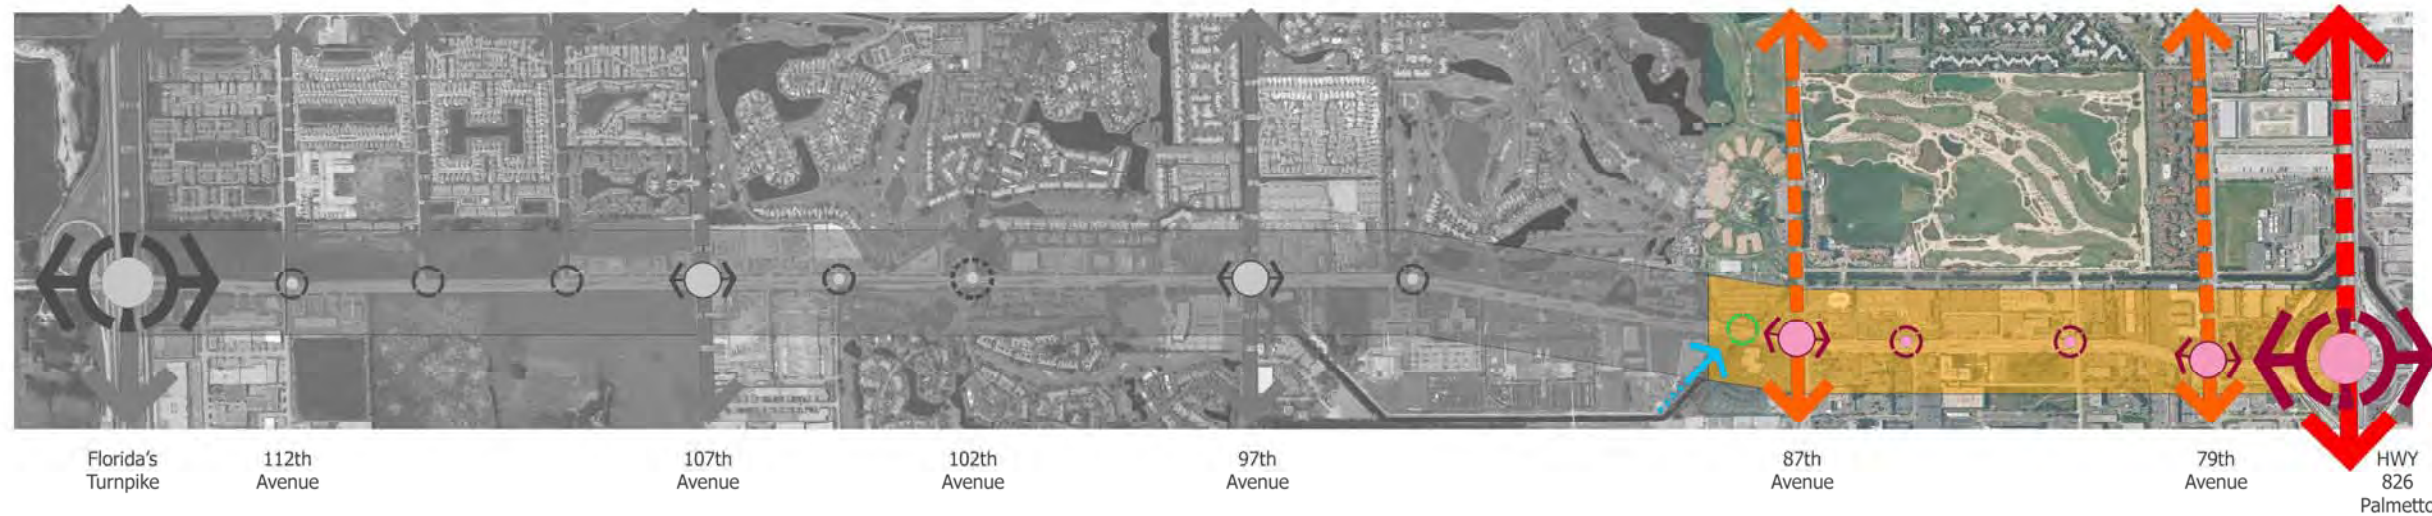 Florida's
Turnpike
112th
Avenue
107th
Avenue
102th
Avenue
97th
Avenue
87th
Avenue
79th
Avenue
HWY
826
Palmetto